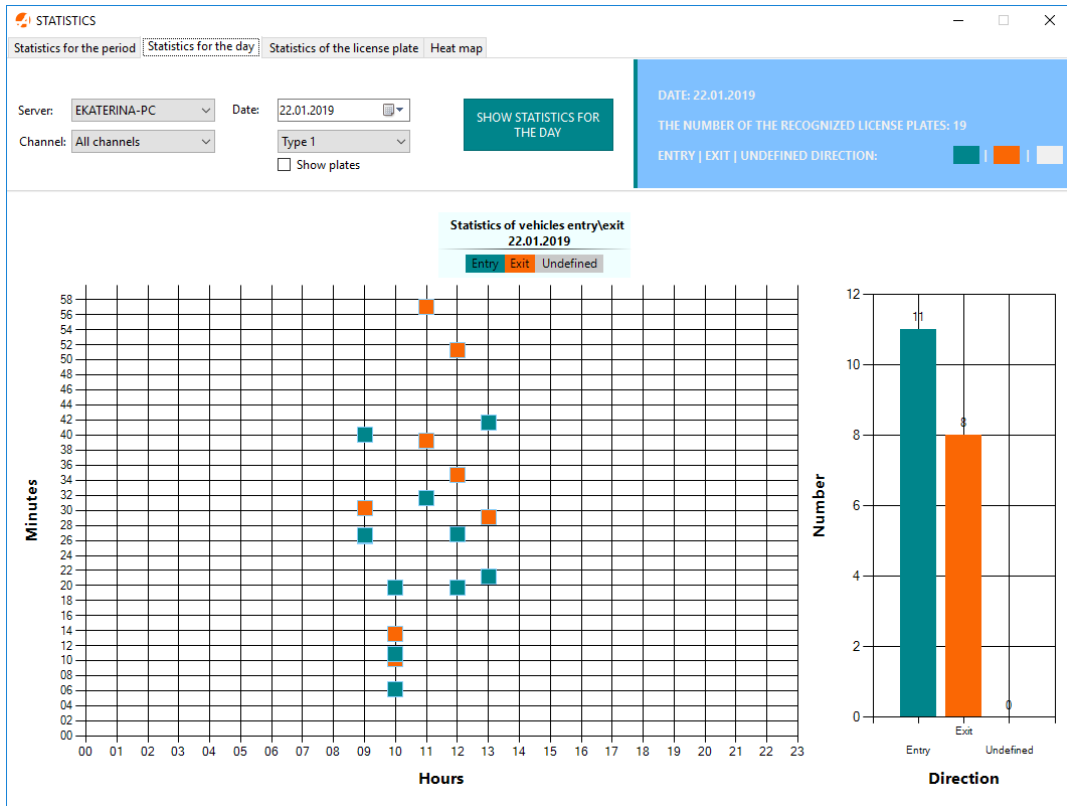 STATISTICS
Statistics for the period Statistics for the day Statistics of the license plate Heat map
Server: EKATERINA-PC Date: 22.01.2019
Channel: All channels Type 1
Show plates
SHOW STATISTICS FOR
THE DAY
DATE: 22.01.2019
THE NUMBER OF THE RECOGNIZED LICENSE PLATES: 19
ENTRY | EXIT | UNDEFINED DIRECTION: | |
Statistics of vehicles entry\exit
22.01.2019
Entry Exit Undefined
58
56
54
52
50
48
46
44
42
40
38
36
34
32
30
28
26
24
22
20
18
16
14
12
10
08
06
04
02
00
Minutes
00 01 02 03 04 05 06 07 08 09 10 11 12 13 14 15 16 17 18 19 20 21 22 23
Hours
12
10
8
6
4
2
0
Number
11
8
0
Entry Exit Undefined
Direction